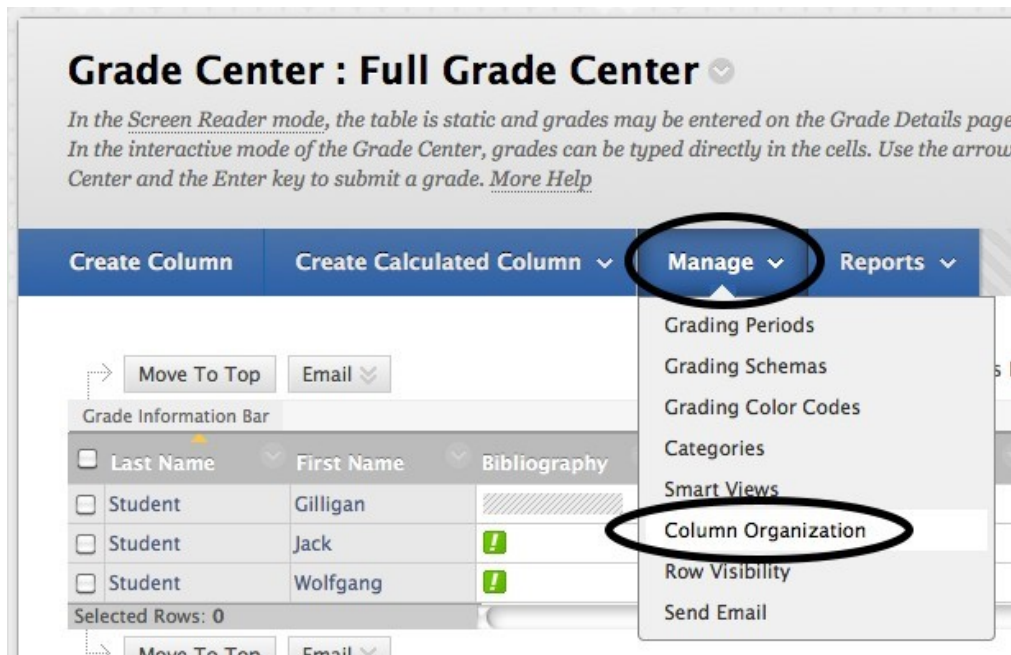 Grade Center : Full Grade Center
In the Screen Reader mode, the table is static and grades may be entered on the Grade Details page
In the interactive mode of the Grade Center, grades can be typed directly in the cells. Use the arrow
Center and the Enter key to submit a grade. More Help
Create Column Create Calculated Column Manage Reports
Grading Periods
Grading Schemas
Grading Color Codes
Categories
Smart Views
Column Organization
Row Visibility
Send Email
Move To Top Email
Grade Information Bar
Last Name First Name Bibliography
Student Gilligan
Student Jack
Student Wolfgang
Selected Rows: 0
Move To Top Email